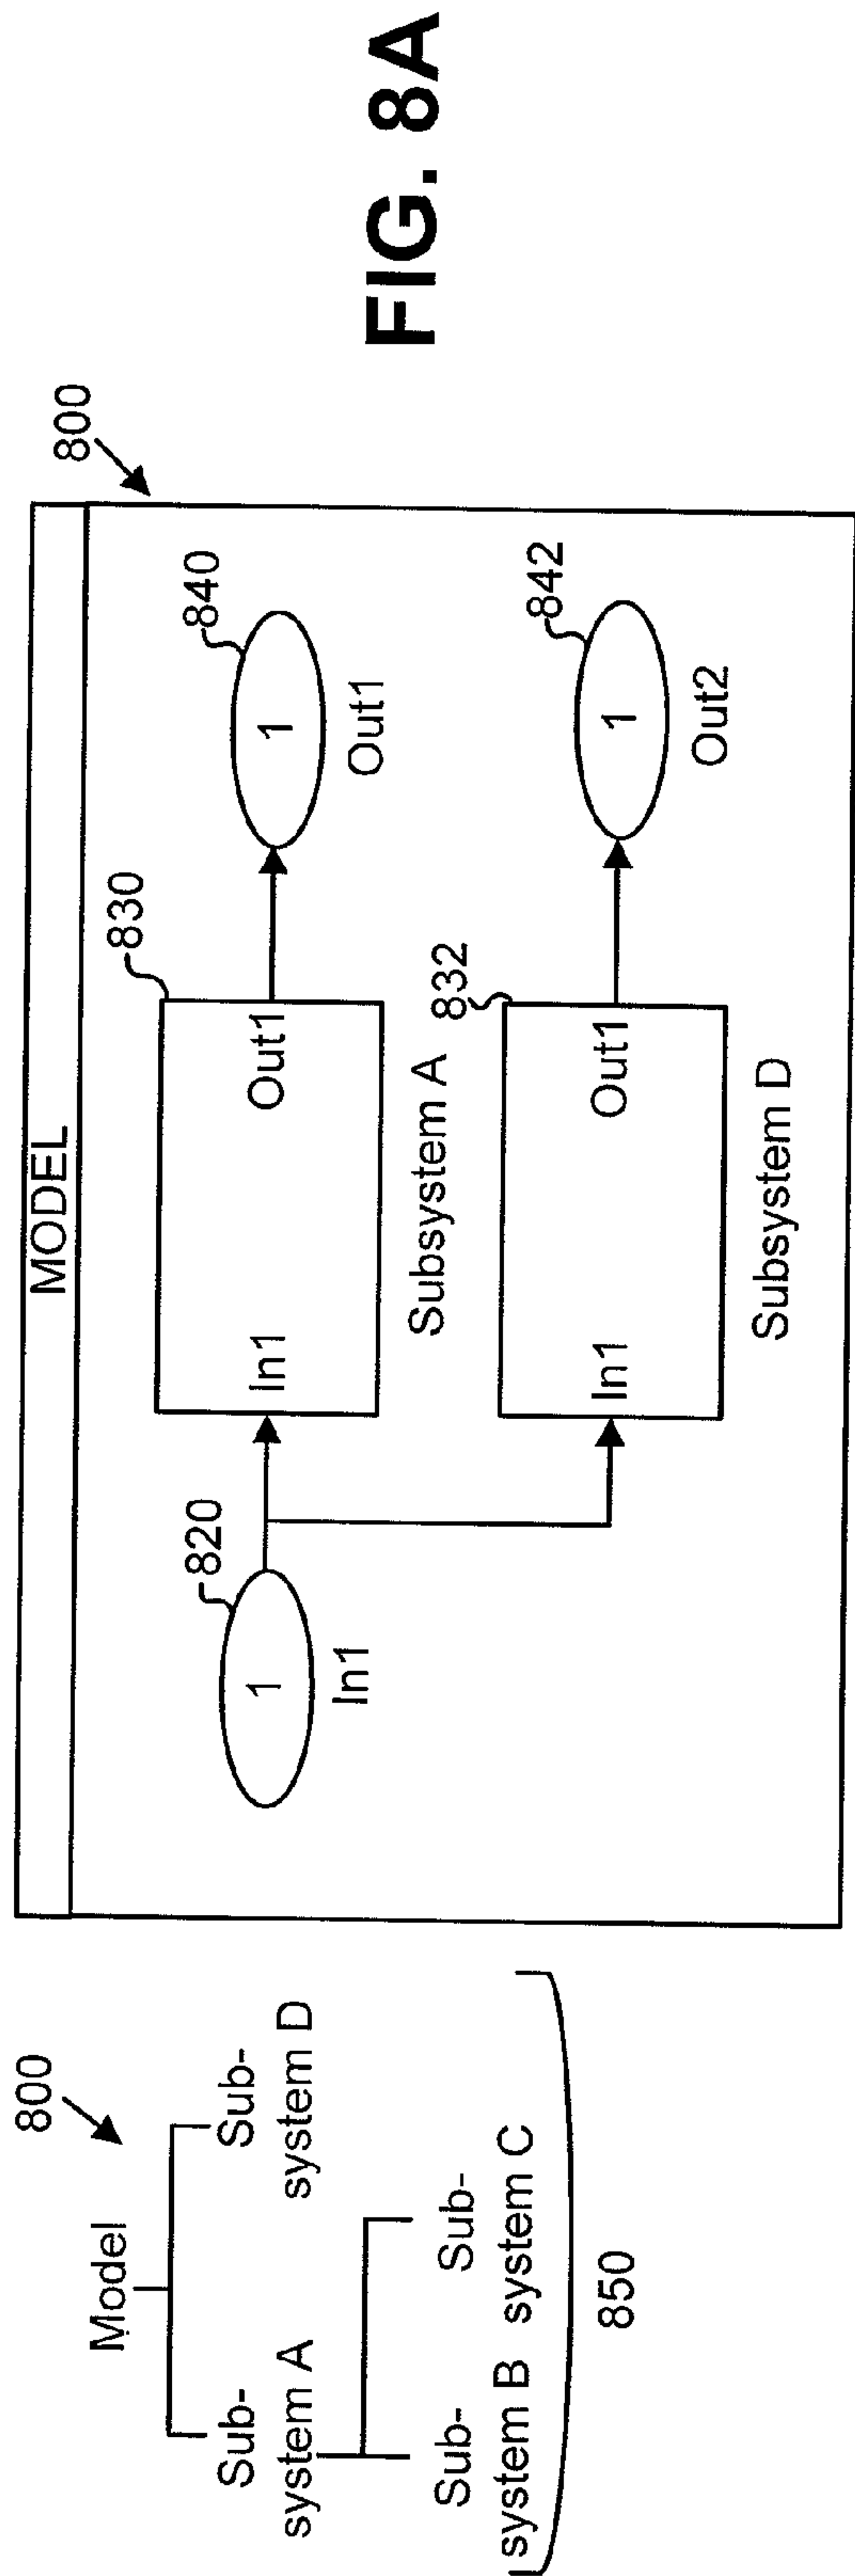 800
Model
Sub-
system A
Sub-
system D
Sub-
system B
Sub-
system C
850
MODEL
800
820
1
In1
In1
Out1
830
Subsystem A
1
840
Out1
In1
Out1
832
Subsystem D
1
842
Out2
FIG. 8A